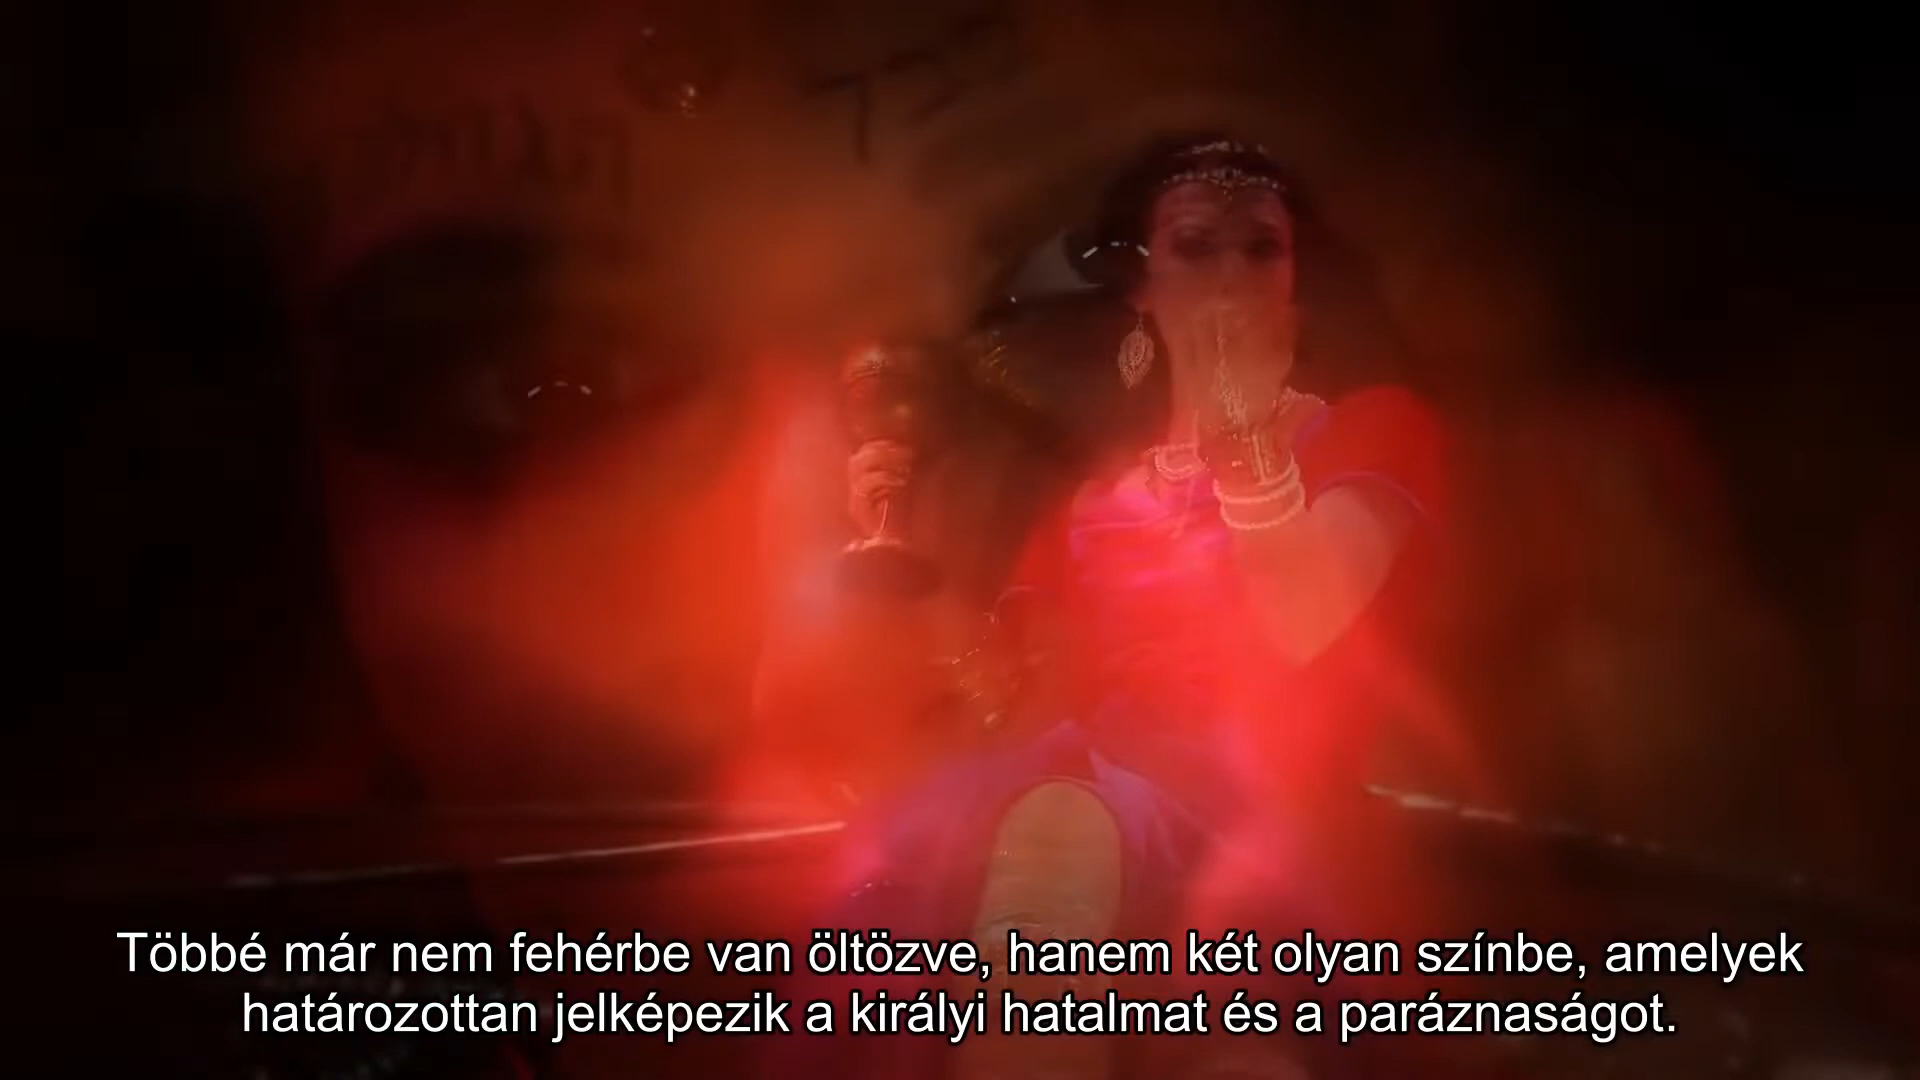 Többé már nem fehérbe van öltözve, hanem két olyan színbe, amelyek
határozottan jelképezik a királyi hatalmat és a paráznaságot.